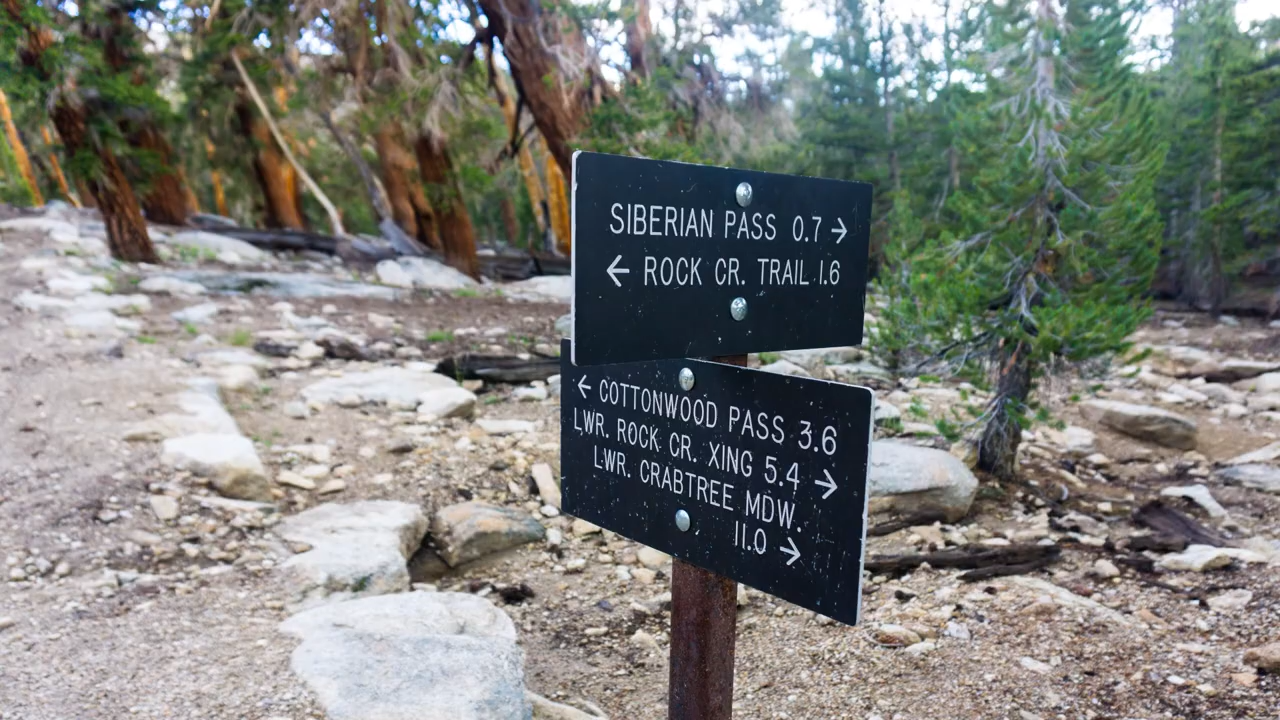 SIBERIAN PASS 0.7 →
← ROCK CR. TRAIL 1.6
← COTTONWOOD PASS 3.6
LWR. ROCK CR. XING 5.4 →
LWR. CRABTREE MDW.
11.0 →